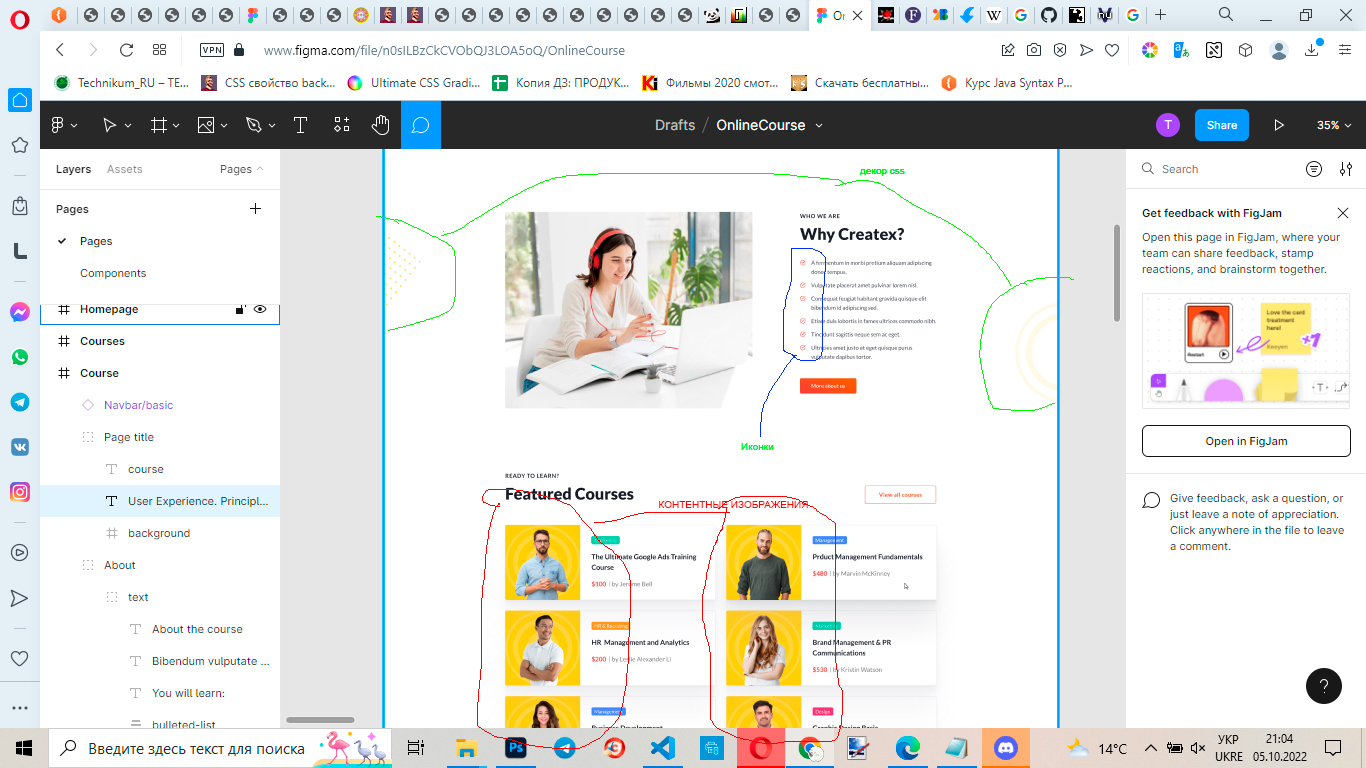 VPN
www.figma.com/file/n0sILBzCkCVObQJ3LOA5oQ/OnlineCourse
Technikum_RU – TE...
CSS свойство back...
Ultimate CSS Gradi...
Копия ДЗ: ПРОДУК...
Фильмы 2020 смот...
Скачать бесплатны...
Курс Java Syntax P...
Drafts / OnlineCourse
T
Share
35%
Layers
Assets
Pages
Pages
Pages
Components
Homepage
Courses
Course
Navbar/basic
Page title
course
User Experience. Principl...
background
About
text
About the course
Bibendum vulputate ...
You will learn:
bulleted-list
декор css
WHO WE ARE
Why Createx?
A fermentum in morbi pretium aliquam adipiscing
donec tempus.
Vulputate placerat amet pulvinar lorem nisl.
Consequat feugiat habitant gravida quisque elit
bibendum id adipiscing sed.
Etiam duis lobortis in fames ultrices commodo nibh.
Tincidunt sagittis neque sem ac eget.
Ultricies amet justo et eget quisque purus
vulputate dapibus tortor.
More about us
Иконки
READY TO LEARN?
Featured Courses
View all courses
КОНТЕНТНЫЕ ИЗОБРАЖЕНИЯ
The Ultimate Google Ads Training
Course
$100 | by Jerome Bell
Management
Prduct Management Fundamentals
$480 | by Marvin McKinney
HR & Recruting
HR Management and Analytics
$200 | by Leslie Alexander Li
Brand Management & PR
Communications
$530 | by Kristin Watson
Management
Business Development
Design
Graphic Design Basic
Search
Get feedback with FigJam
Open this page in FigJam, where your
team can share feedback, stamp
reactions, and brainstorm together.
Love the card
treatment
here!
Keeyen
+1
Restart
Open in FigJam
Give feedback, ask a question, or
just leave a note of appreciation.
Click anywhere in the file to leave
a comment.
?
Введите здесь текст для поиска
14°C
УКР
UKRE
21:04
05.10.2022